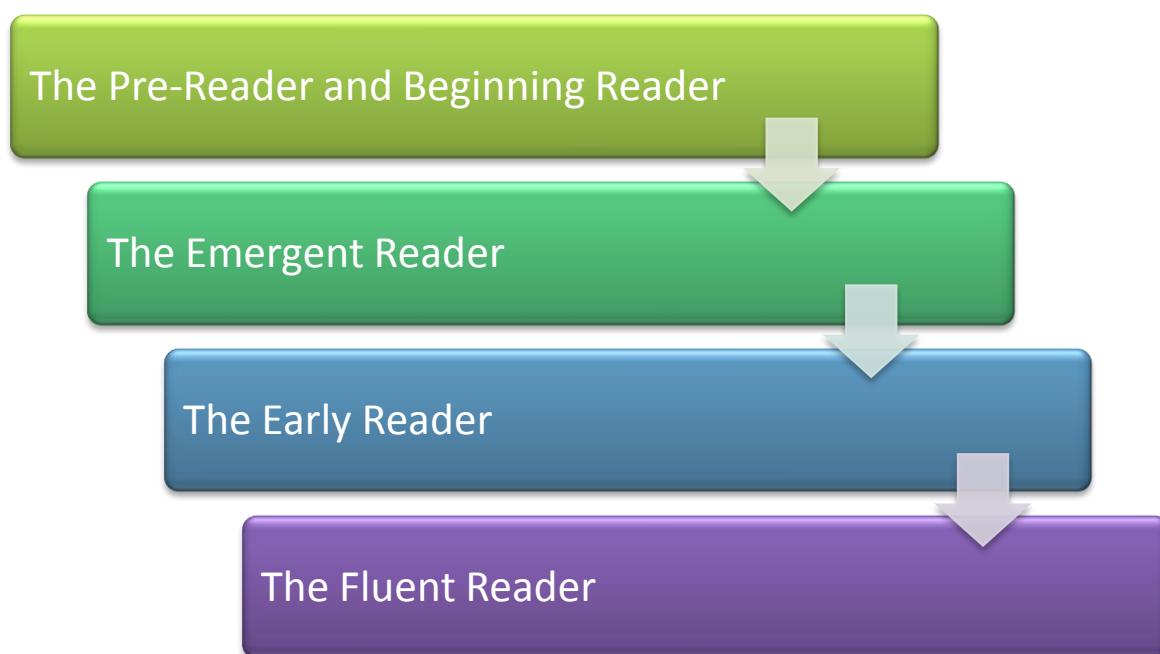 The Pre-Reader and Beginning Reader
The Emergent Reader
The Early Reader
The Fluent Reader